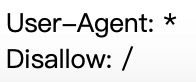 User-Agent: *
Disallow: /